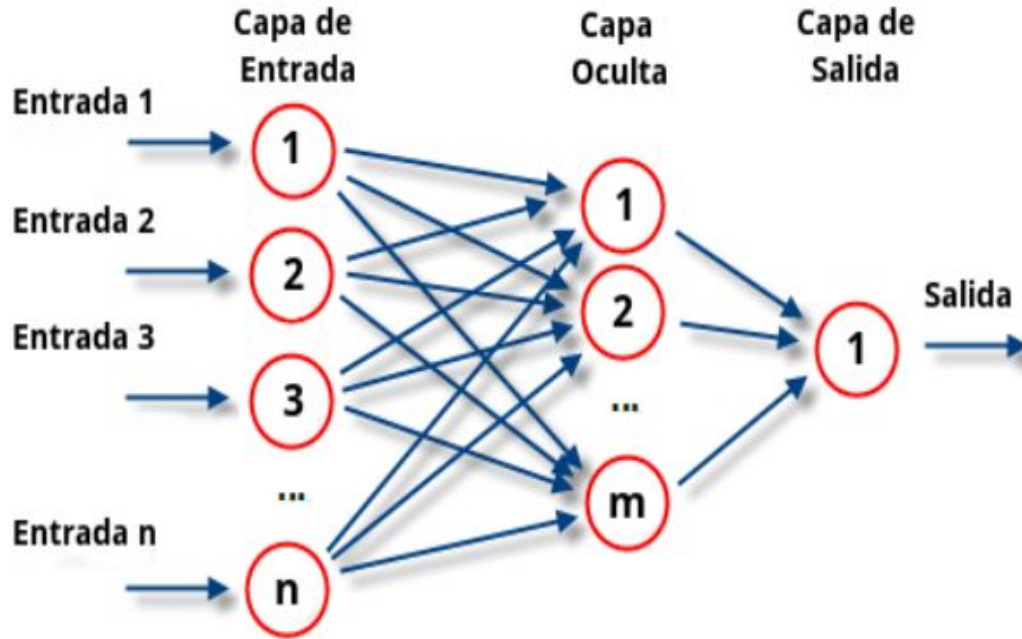 Capa de
Entrada
Capa
Oculta
Capa de
Salida
Entrada 1
1
Entrada 2
2
Entrada 3
3
...
Entrada n
n
1
2
...
m
1
Salida